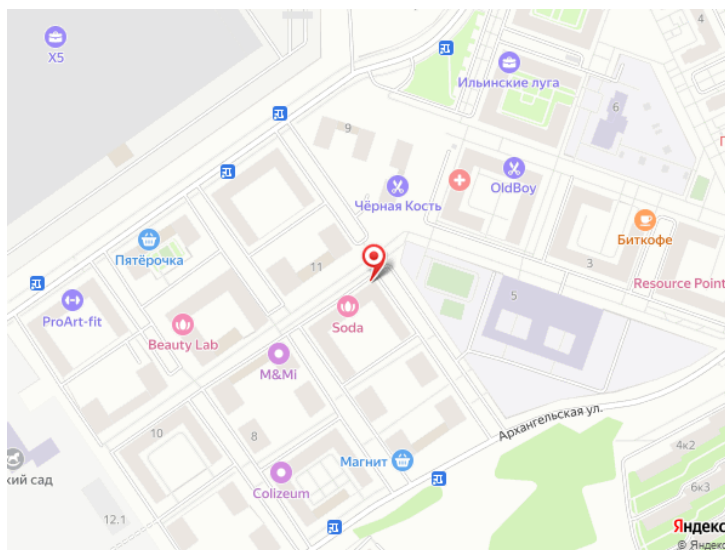 X5
4
Ильинские луга
6
9
OldBoy
Чёрная Кость
Биткофе
Пятёрочка
11
3
Resource Point
5
ProArt-fit
Soda
Beauty Lab
M&Mi
Архангельская ул.
10
8
4к2
Магнит
кий сад
Colizeum
6к3
12.1
Яндекс
© Яндекс